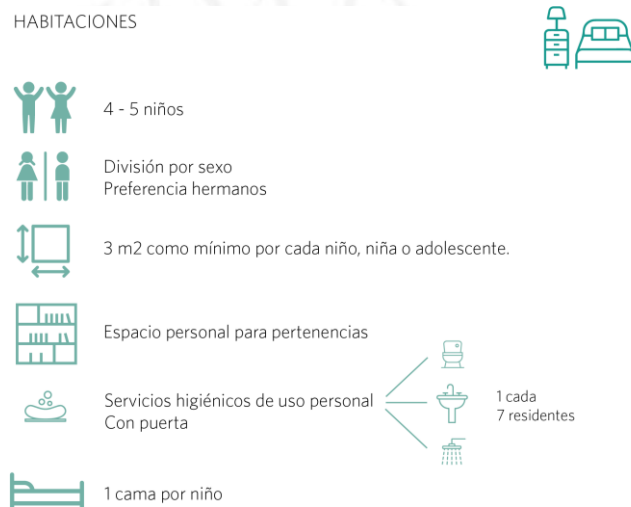 HABITACIONES
4 - 5 niños
División por sexo
Preferencia hermanos
3 m2 como mínimo por cada niño, niña o adolescente.
Espacio personal para pertenencias
Servicios higiénicos de uso personal
Con puerta
1 cada
7 residentes
1 cama por niño